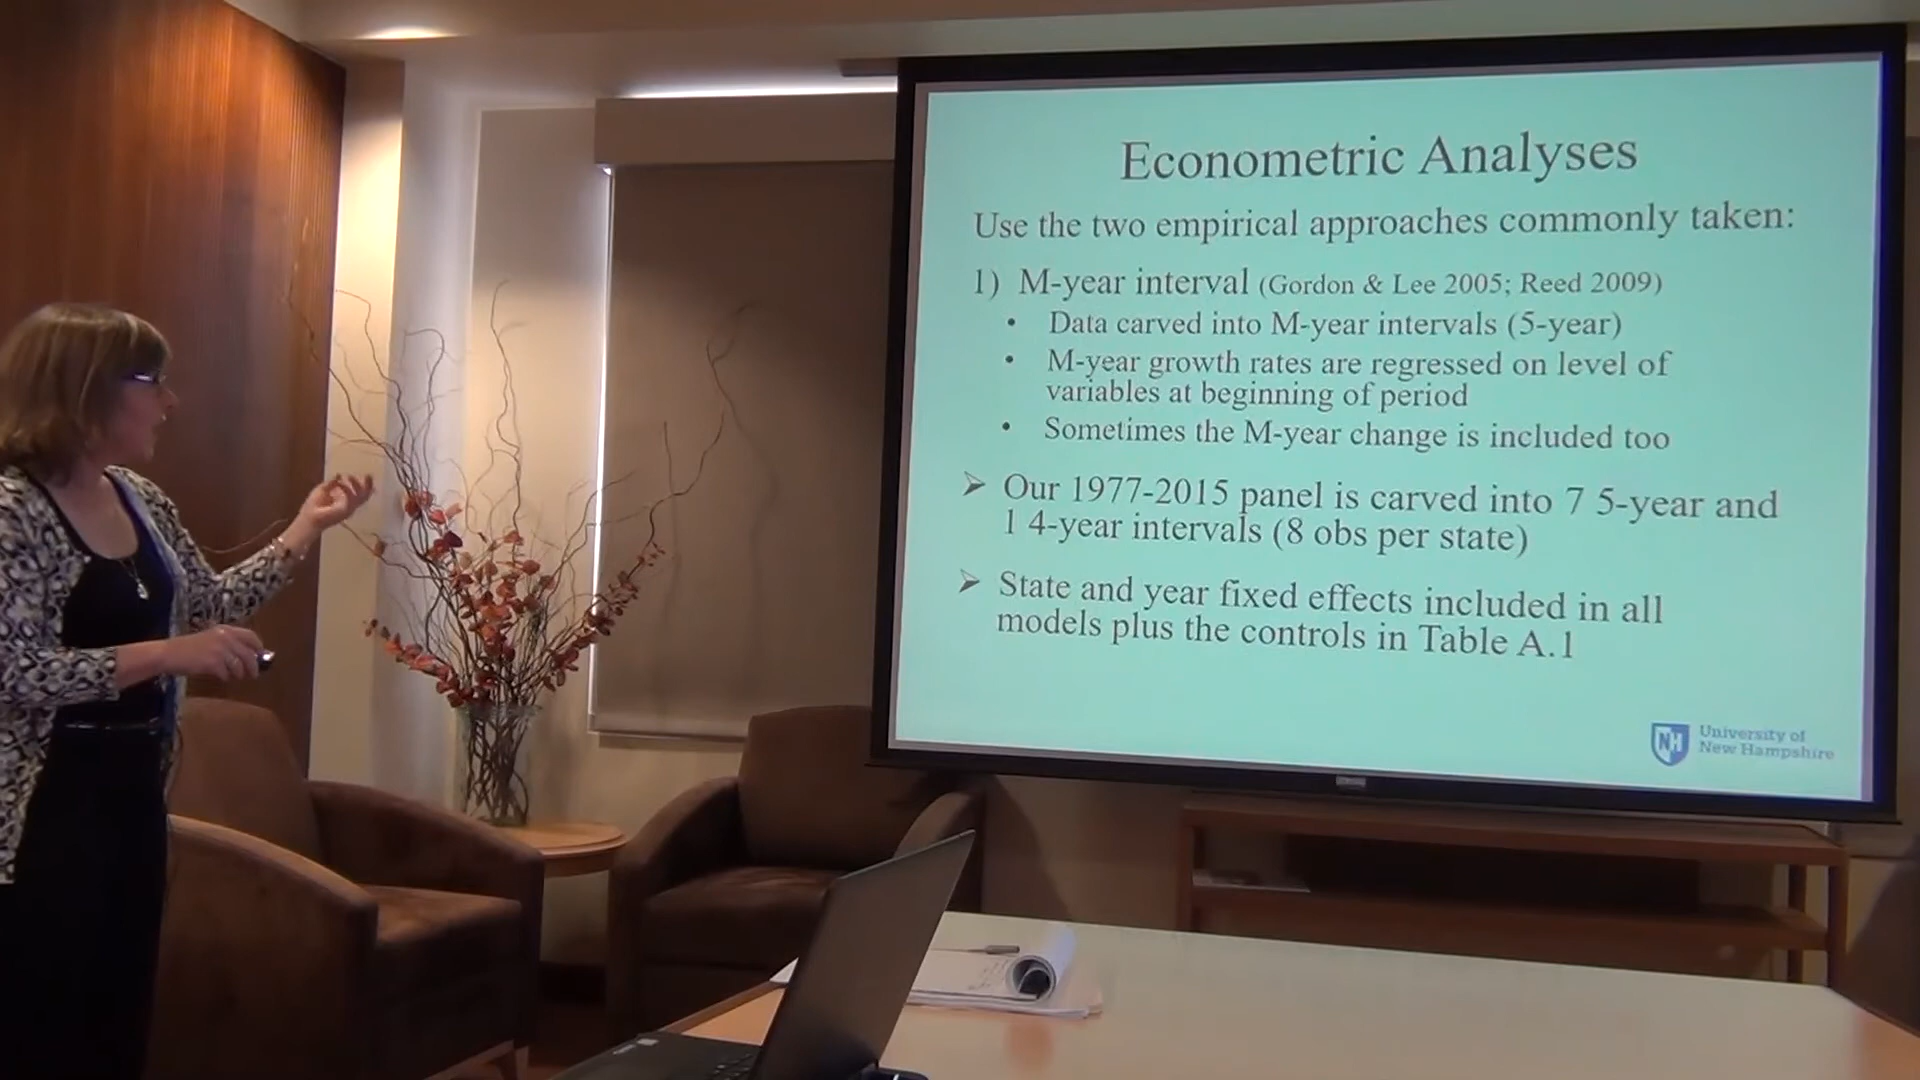 Econometric Analyses
Use the two empirical approaches commonly taken:
1) M-year interval (Gordon & Lee 2005; Reed 2009)
• Data carved into M-year intervals (5-year)
• M-year growth rates are regressed on level of
variables at beginning of period
• Sometimes the M-year change is included too
➢ Our 1977-2015 panel is carved into 7 5-year and
1 4-year intervals (8 obs per state)
➢ State and year fixed effects included in all
models plus the controls in Table A.1
NH
University of
New Hampshire